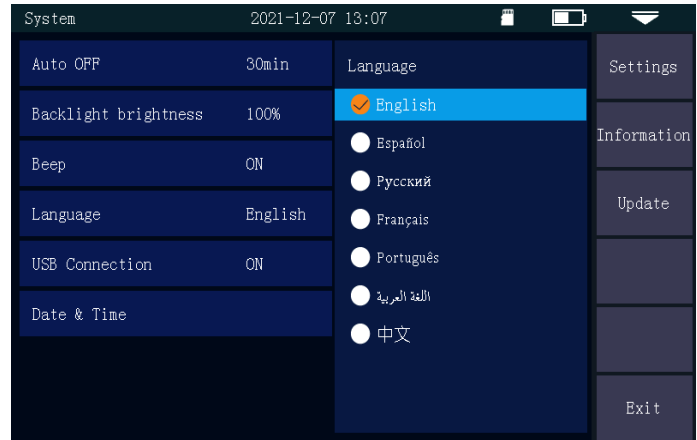 System 2021-12-07 13:07
Auto OFF 30min
Backlight brightness 100%
Beep ON
Language English
USB Connection ON
Date & Time
Language
English
Español
Русский
Français
Português
اللغة العربية
中文
Settings
Information
Update
Exit